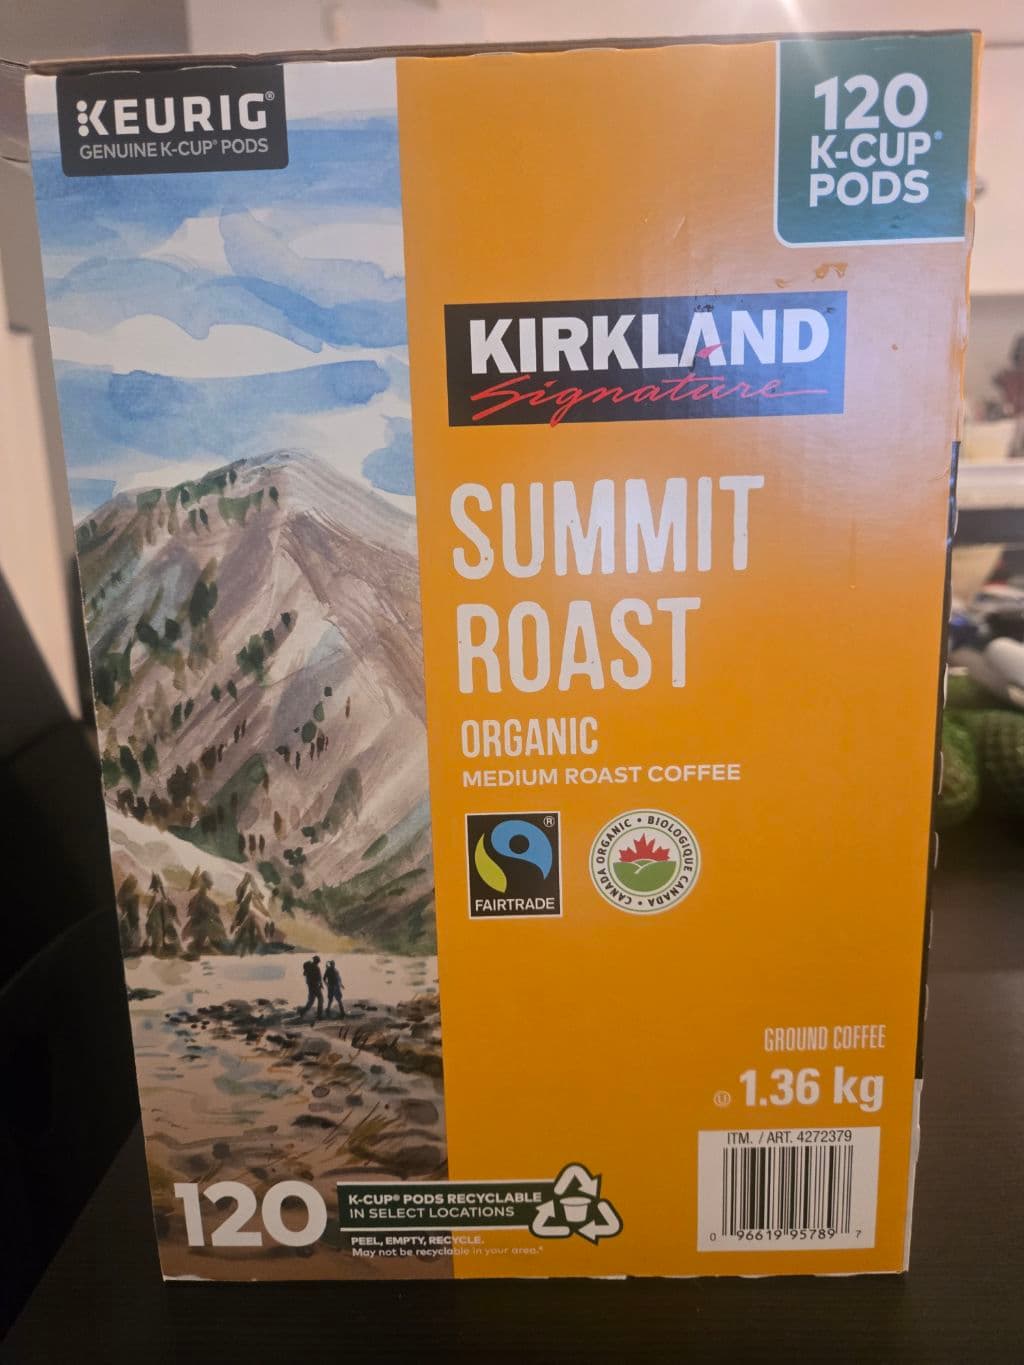 KEURIG®
GENUINE K-CUP® PODS
120
K-CUP®
PODS
KIRKLAND
Signature
SUMMIT
ROAST
ORGANIC
MEDIUM ROAST COFFEE
®
FAIRTRADE
CANADA ORGANIC • BIOLOGIQUE CANADA •
GROUND COFFEE
U 1.36 kg
ITM. / ART. 4272379
0 96619 95789 7
120
K-CUP® PODS RECYCLABLE
IN SELECT LOCATIONS
PEEL, EMPTY, RECYCLE.
May not be recyclable in your area.*